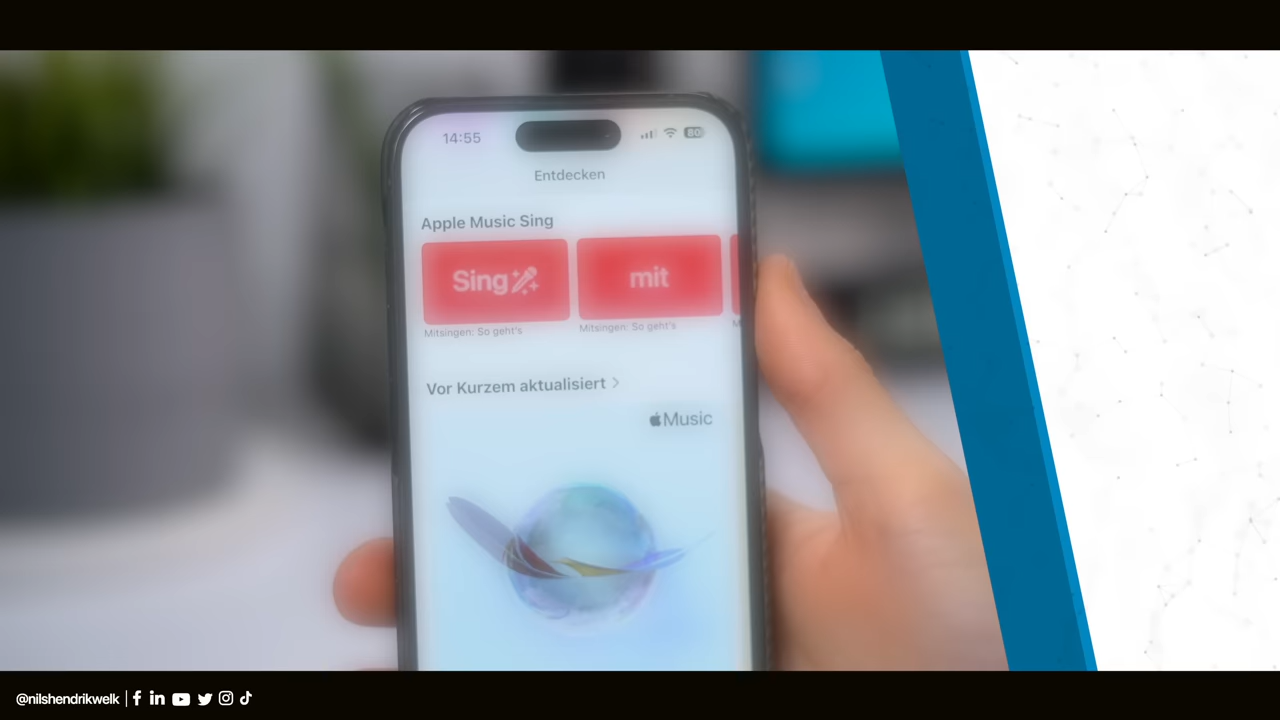 14:55
80
Entdecken
Apple Music Sing
Sing
mit
Mitsingen: So geht's
Mitsingen: So geht's
M
Vor Kurzem aktualisiert
Music
@nilshendrikwelk